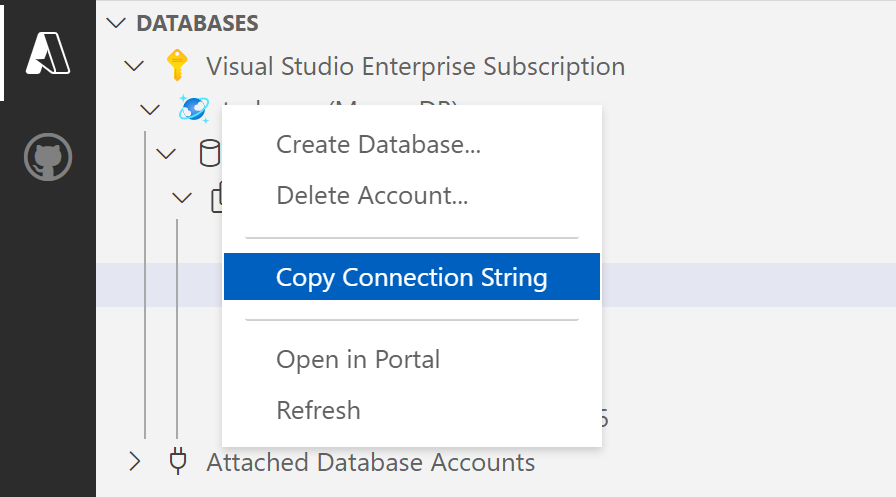 DATABASES
Visual Studio Enterprise Subscription
Create Database...
Delete Account...
Copy Connection String
Open in Portal
Refresh
Attached Database Accounts